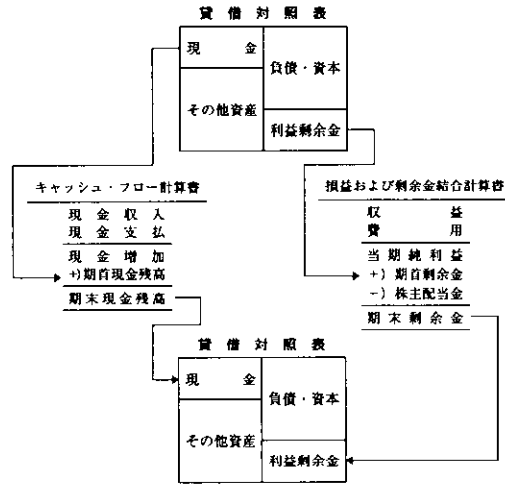 貸借対照表
現金
負債・資本
その他資産
利益剰余金
キャッシュ・フロー計算書
現金収入
現金支払
現金増加
+)期首現金残高
期末現金残高
損益および剰余金結合計算書
収益
費用
当期純利益
+)期首剰余金
-)株主配当金
期末剰余金
貸借対照表
現金
負債・資本
その他資産
利益剰余金